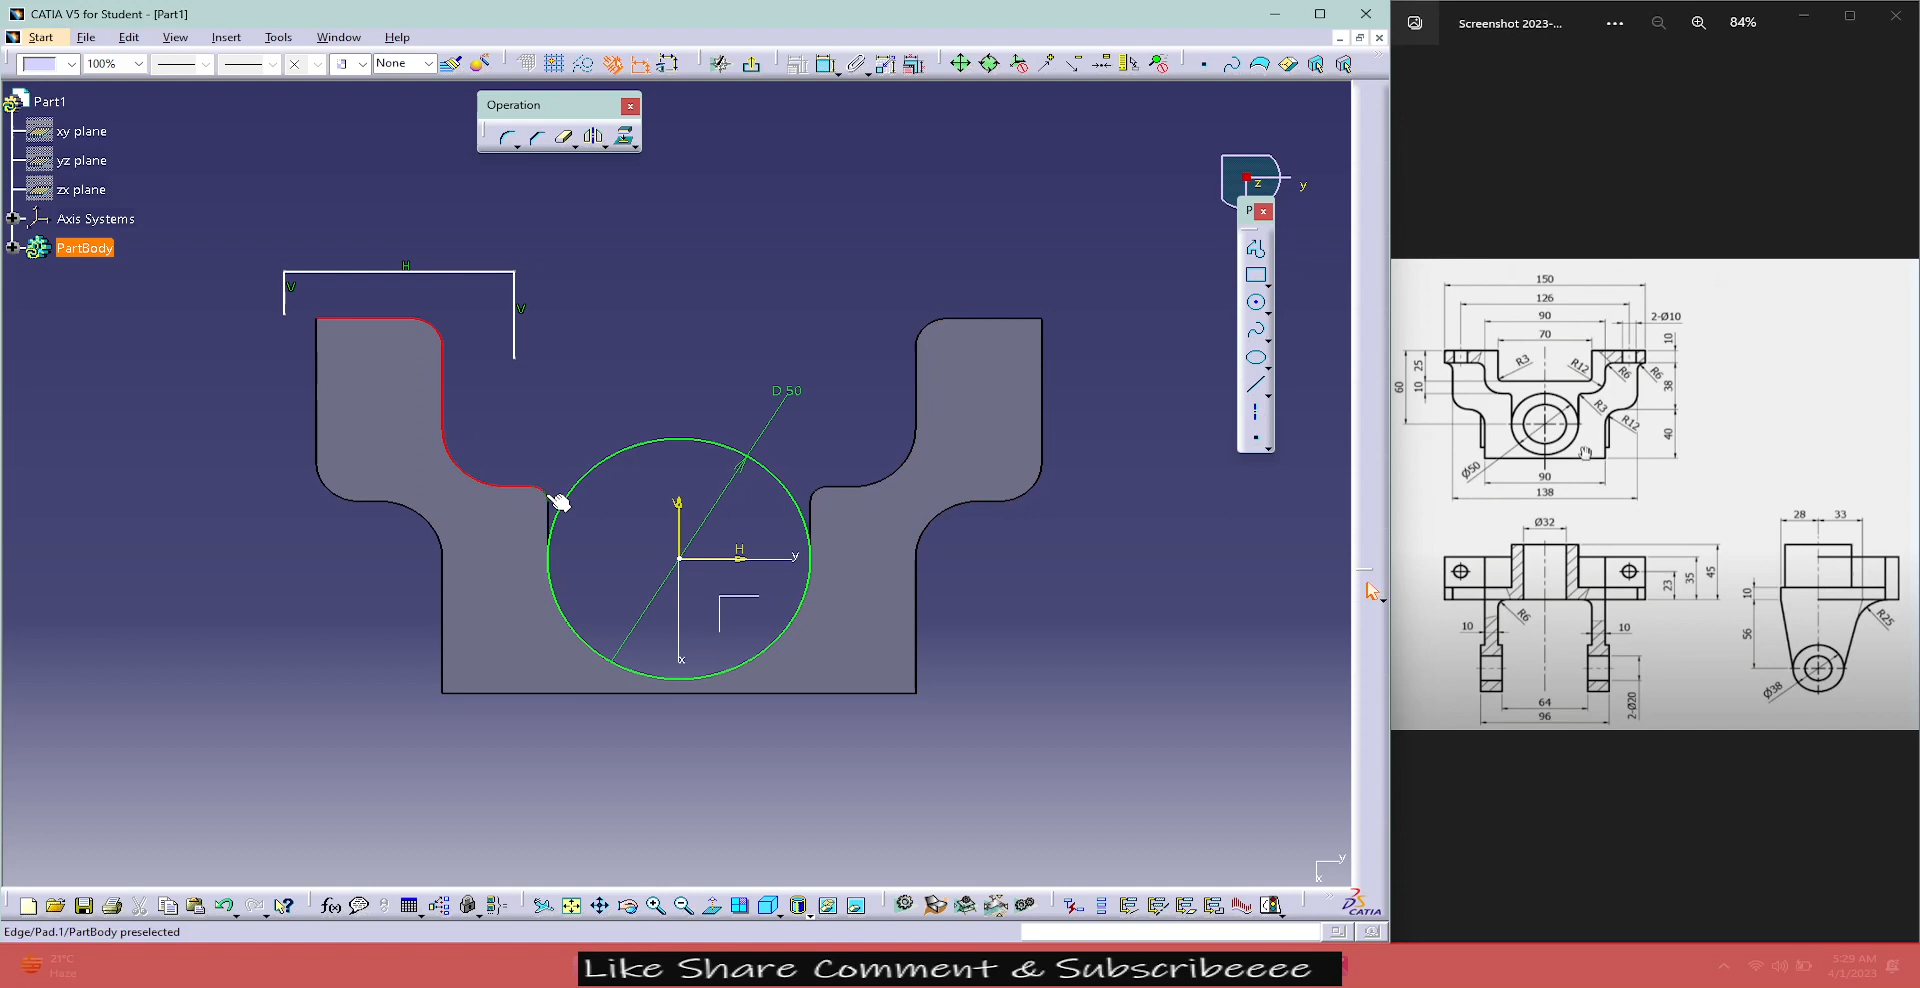 CATIA V5 for Student - [Part1]
Start File Edit View Insert Tools Window Help
100% None
Part1
xy plane
yz plane
zx plane
Axis Systems
PartBody
Operation
H
V
V
D 50
V
H
y
x
z
y
P
y
x
DS
CATIA
Edge/Pad.1/PartBody preselected
21°C
Haze
Like Share Comment & Subscribeeee
5:29 AM
4/1/2023
Screenshot 2023-...
84%
150
126
90
2-Ø10
70
10
R3
R12
R6
R6
60
25
10
38
R3
R12
40
Ø50
90
138
Ø32
28
33
10
R6
10
23
35
45
10
56
R25
Ø38
64
96
2-Ø20